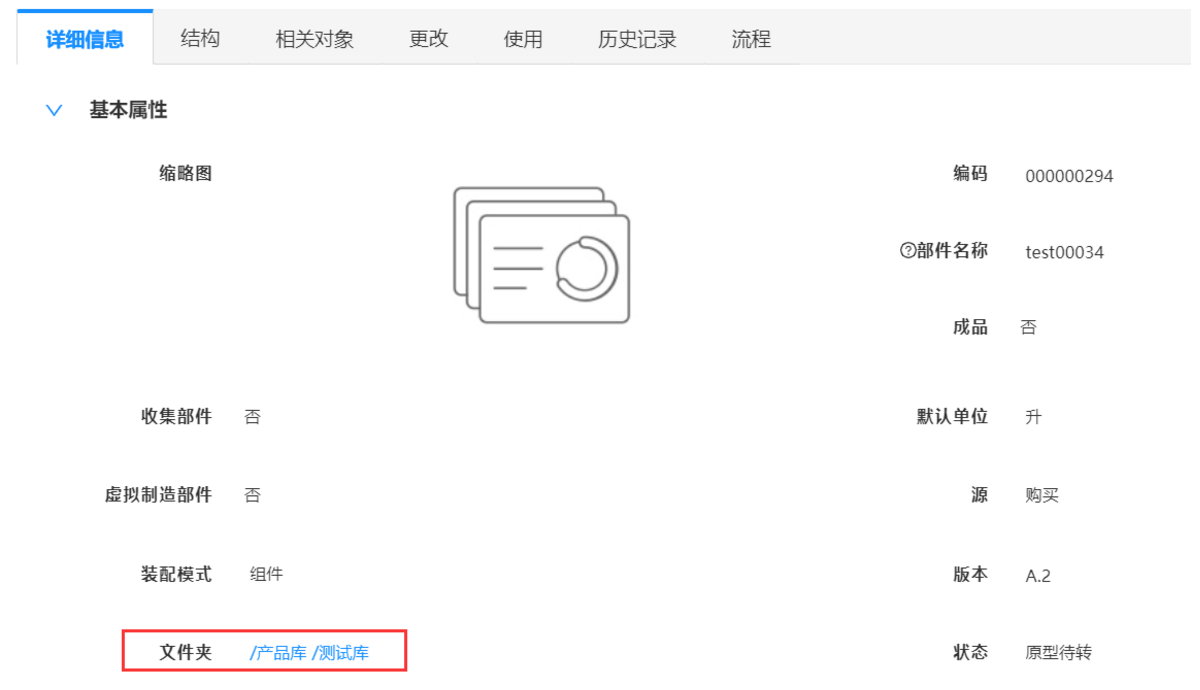 详细信息 结构 相关对象 更改 使用 历史记录 流程
基本属性
缩略图 编码 000000294
?部件名称 test00034
成品 否
收集部件 否 默认单位 升
虚拟制造部件 否 源 购买
装配模式 组件 版本 A.2
文件夹 /产品库 /测试库 状态 原型待转